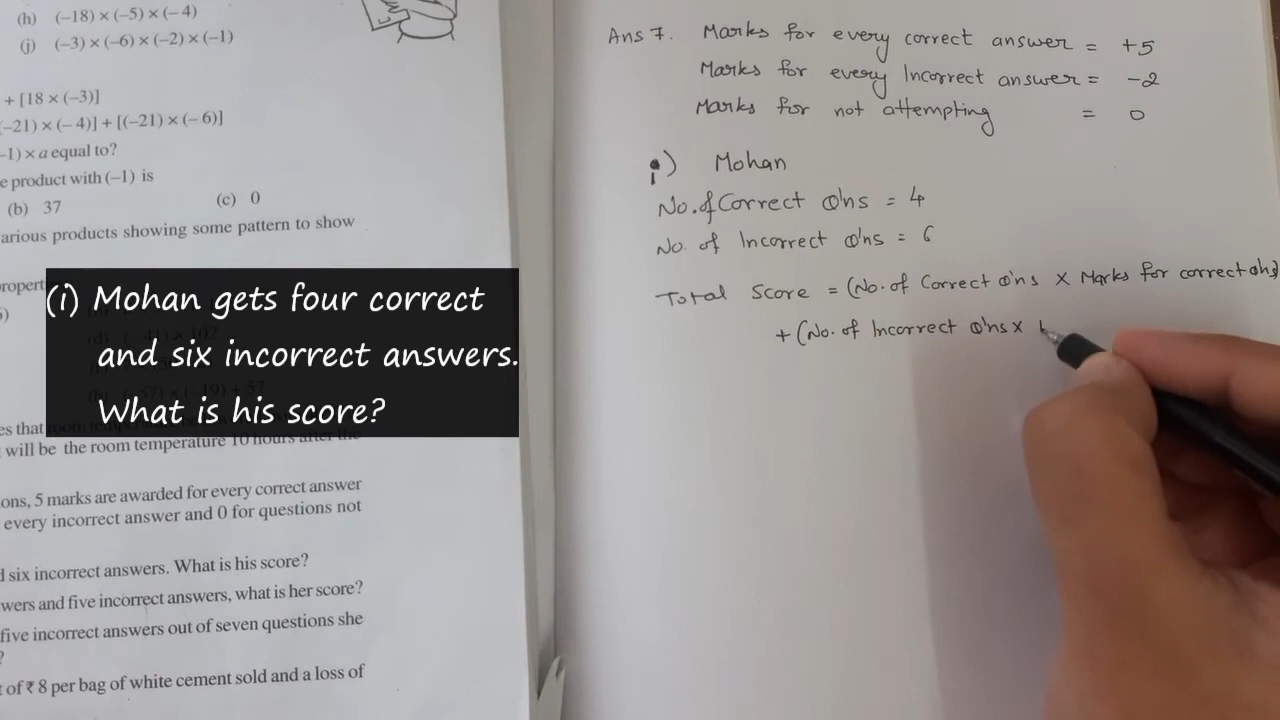 (h) (−18) × (−5) × (− 4)
(j) (−3) × (−6) × (−2) × (−1)
+ [18 × (−3)]
−21) × (− 4)] + [(−21) × (− 6)]
−1) × a equal to?
e product with (−1) is
(b) 37 (c) 0
arious products showing some pattern to show
propert
es that
will be the room temperature 10 hours after the
ons, 5 marks are awarded for every correct answer
every incorrect answer and 0 for questions not
d six incorrect answers. What is his score?
wers and five incorrect answers, what is her score?
five incorrect answers out of seven questions she
?
t of ₹ 8 per bag of white cement sold and a loss of
(i) Mohan gets four correct
and six incorrect answers.
What is his score?
Ans 7. Marks for every correct answer = +5
Marks for every Incorrect answer = -2
Marks for not attempting = 0
i) Mohan
No. of Correct Q'ns = 4
No. of Incorrect Q'ns = 6
Total Score = (No. of Correct Q'ns × Marks for correct Qns)
+ (No. of Incorrect Q'ns ×